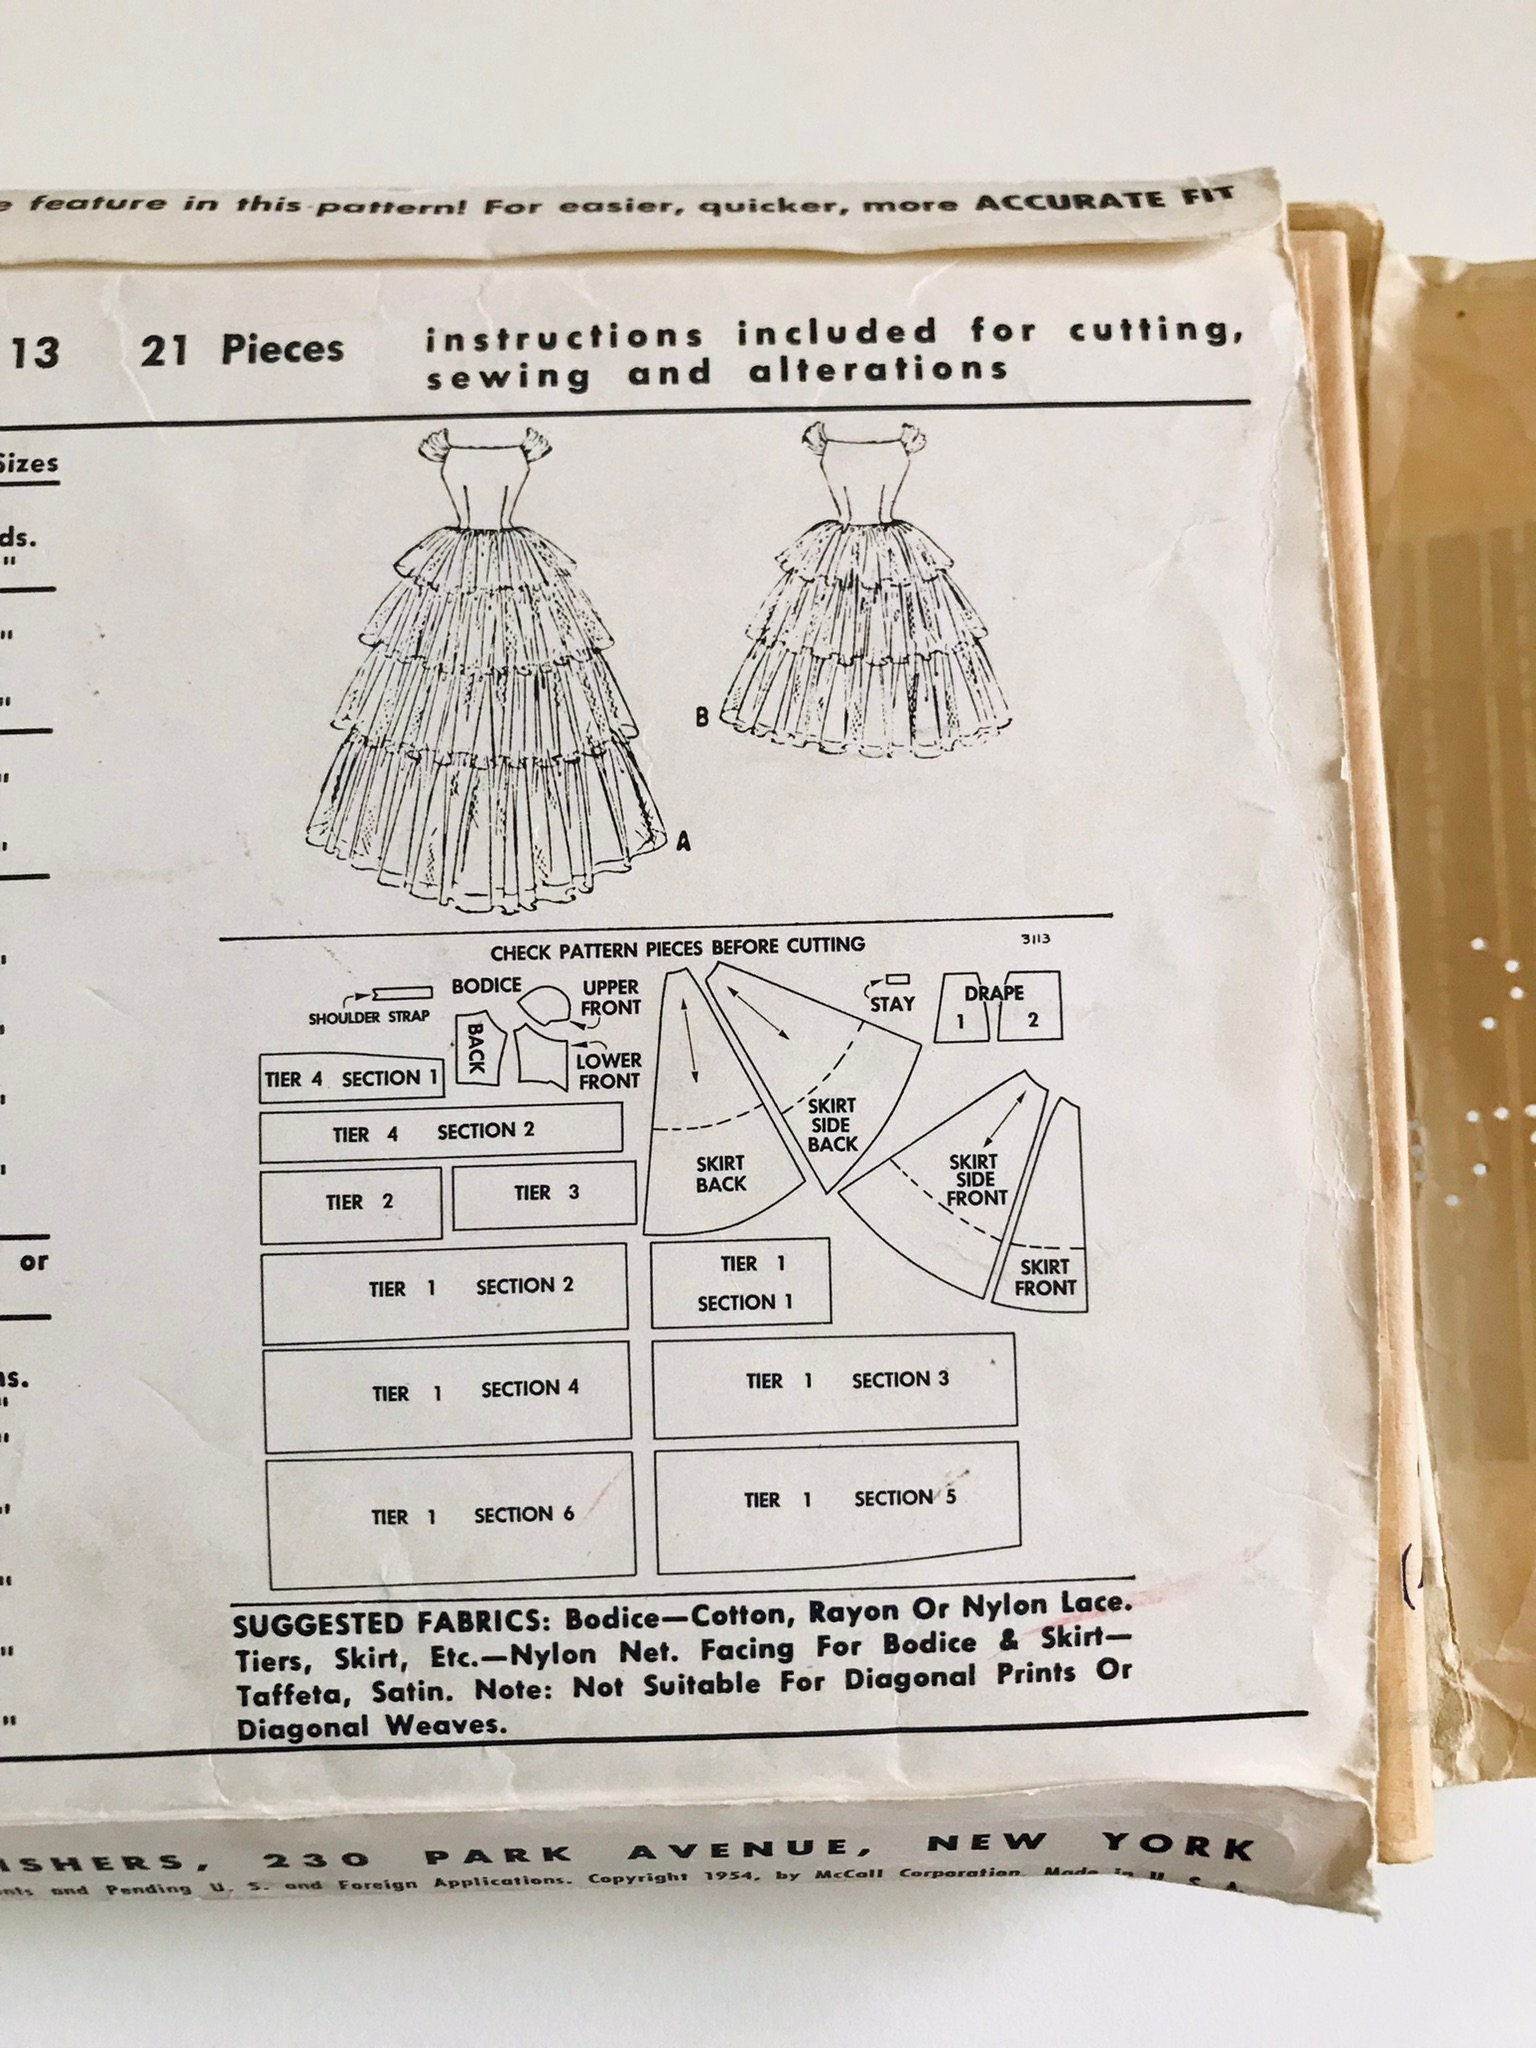 feature in this pattern! For easier, quicker, more ACCURATE FIT
13 21 Pieces instructions included for cutting,
sewing and alterations
Sizes
ds.
"
"
"
"
"
or
ns.
"
"
"
"
"
"
B
A
CHECK PATTERN PIECES BEFORE CUTTING
3113
SHOULDER STRAP
BODICE
UPPER
FRONT
BACK
LOWER
FRONT
STAY
DRAPE
1 2
TIER 4 SECTION 1
TIER 4 SECTION 2
TIER 2
TIER 3
SKIRT
BACK
SKIRT
SIDE
BACK
SKIRT
SIDE
FRONT
SKIRT
FRONT
TIER 1 SECTION 2
TIER 1
SECTION 1
TIER 1 SECTION 4
TIER 1 SECTION 3
TIER 1 SECTION 6
TIER 1 SECTION 5
SUGGESTED FABRICS: Bodice—Cotton, Rayon Or Nylon Lace.
Tiers, Skirt, Etc.—Nylon Net. Facing For Bodice & Skirt—
Taffeta, Satin. Note: Not Suitable For Diagonal Prints Or
Diagonal Weaves.
ISHERS, 230 PARK AVENUE, NEW YORK
nts and Pending U. S. and Foreign Applications. Copyright 1954, by McCall Corporation. Made in U. S. A.